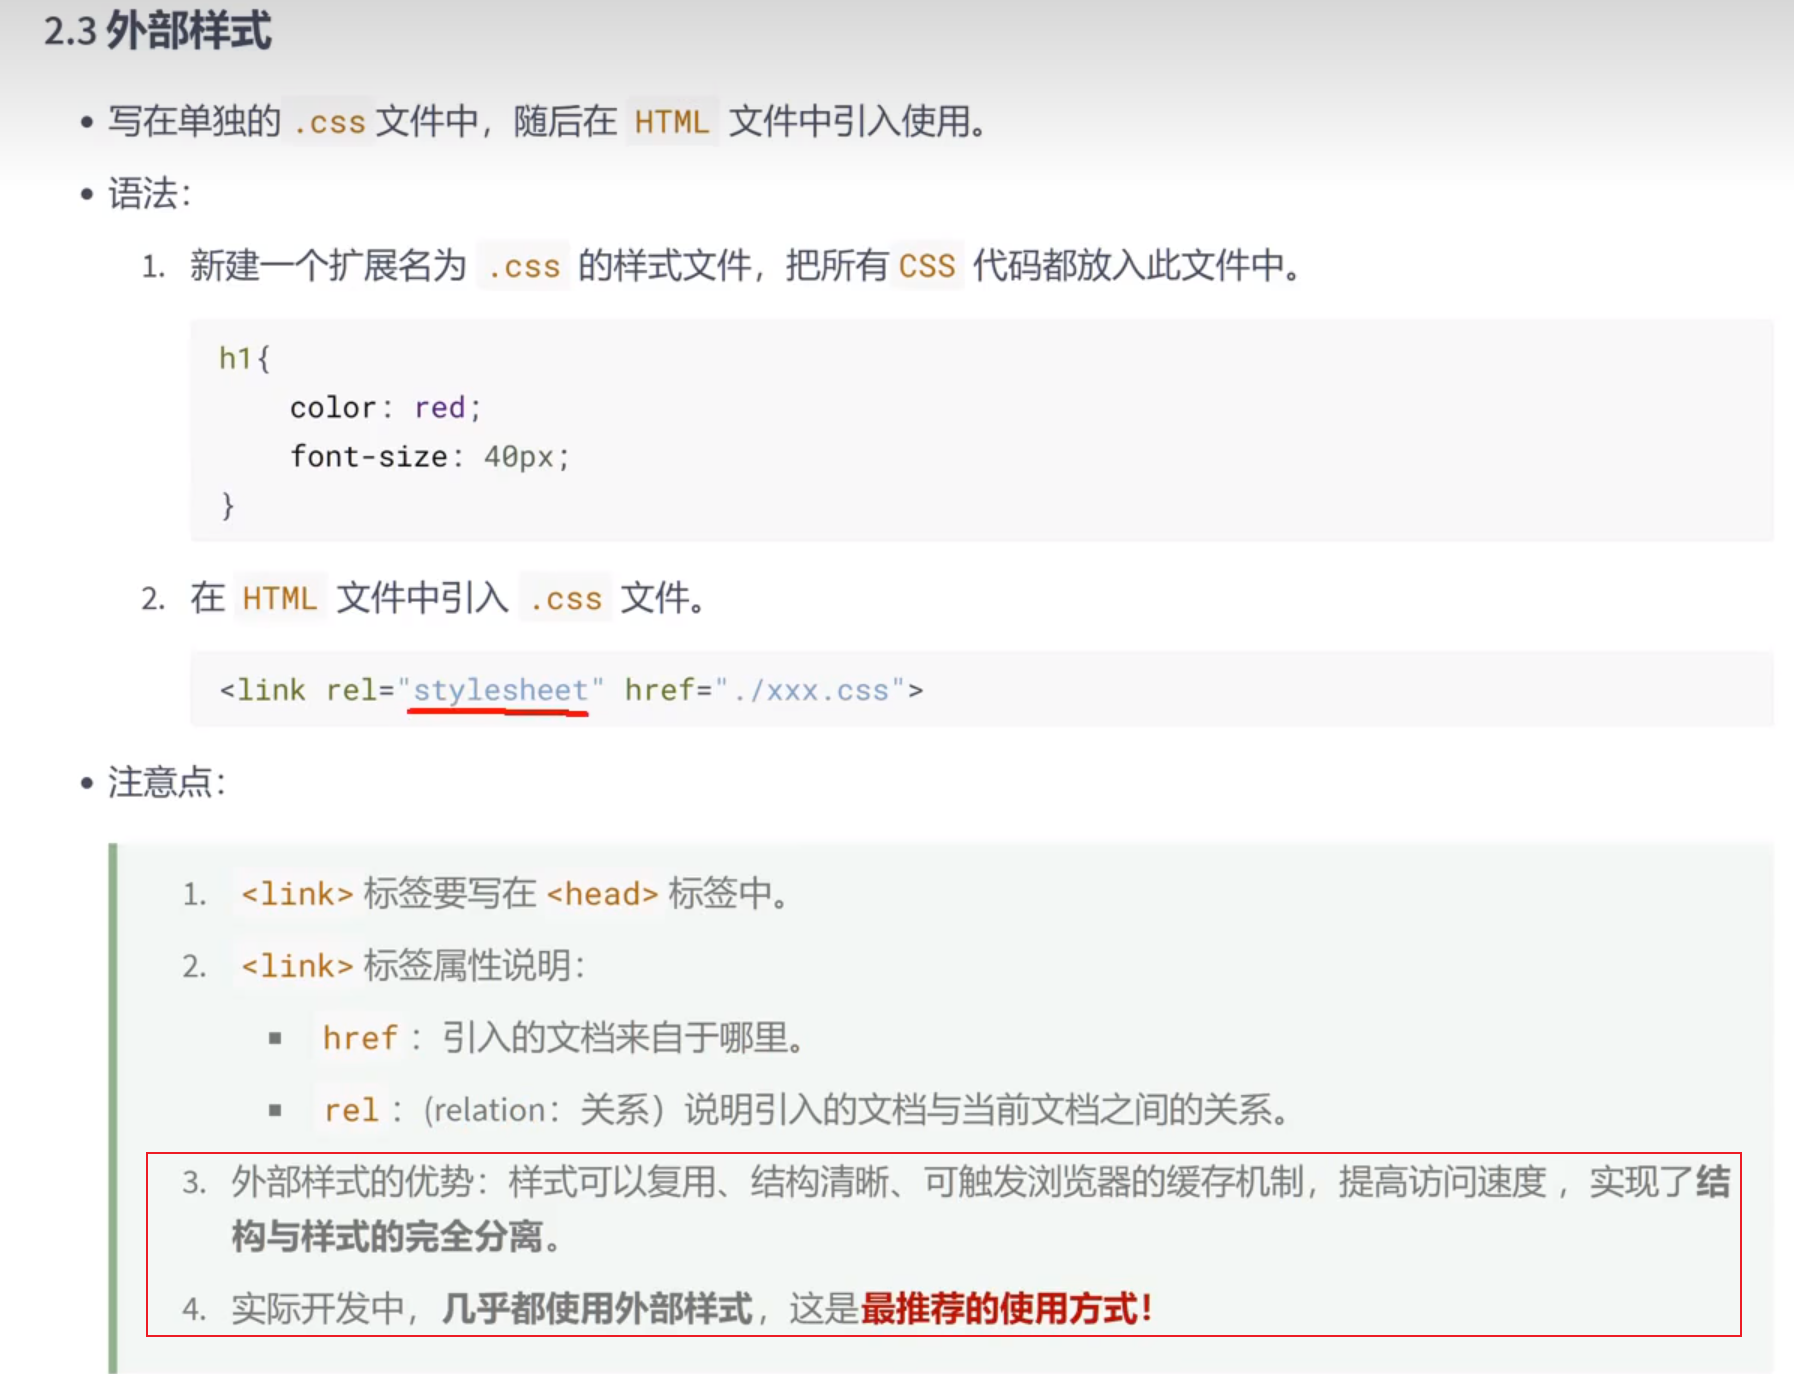 2.3 外部样式
• 写在单独的 .css 文件中，随后在 HTML 文件中引入使用。
• 语法：
1. 新建一个扩展名为 .css 的样式文件，把所有 CSS 代码都放入此文件中。
h1{
    color: red;
    font-size: 40px;
}
2. 在 HTML 文件中引入 .css 文件。
<link rel="stylesheet" href="./xxx.css">
• 注意点：
1. <link> 标签要写在 <head> 标签中。
2. <link> 标签属性说明：
▪ href ：引入的文档来自于哪里。
▪ rel ：(relation：关系）说明引入的文档与当前文档之间的关系。
3. 外部样式的优势：样式可以复用、结构清晰、可触发浏览器的缓存机制，提高访问速度 ，实现了结
构与样式的完全分离。
4. 实际开发中，几乎都使用外部样式，这是最推荐的使用方式！